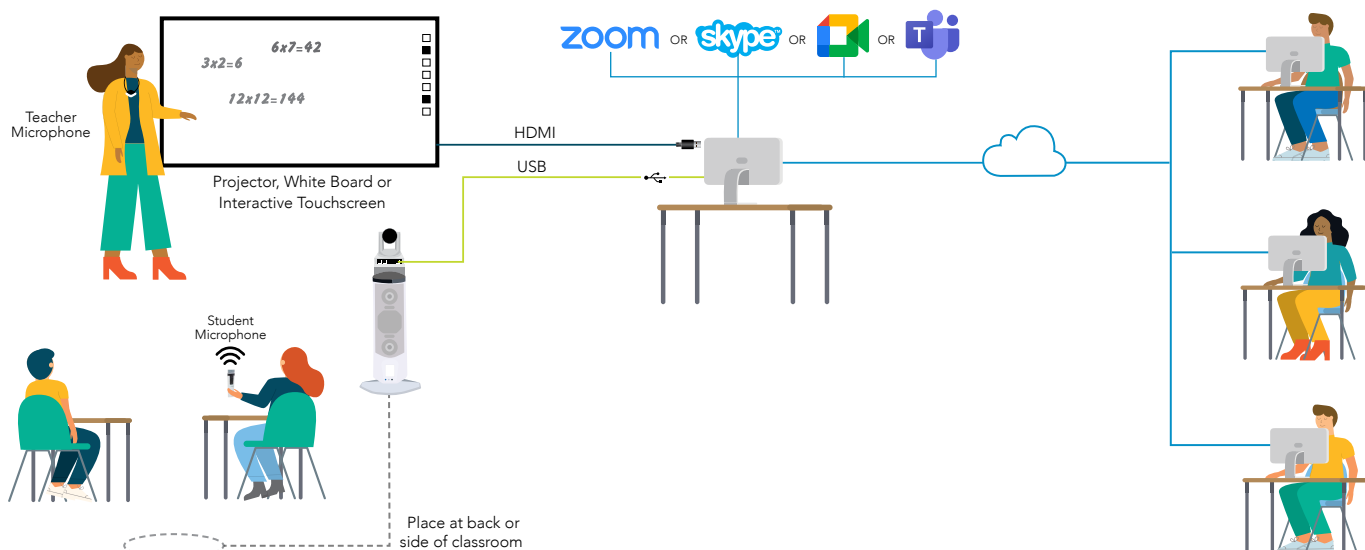 6x7=42
3x2=6
12x12=144
Teacher
Microphone
Projector, White Board or
Interactive Touchscreen
HDMI
USB
zoom OR skype™ OR OR T
Student
Microphone
Place at back or
side of classroom